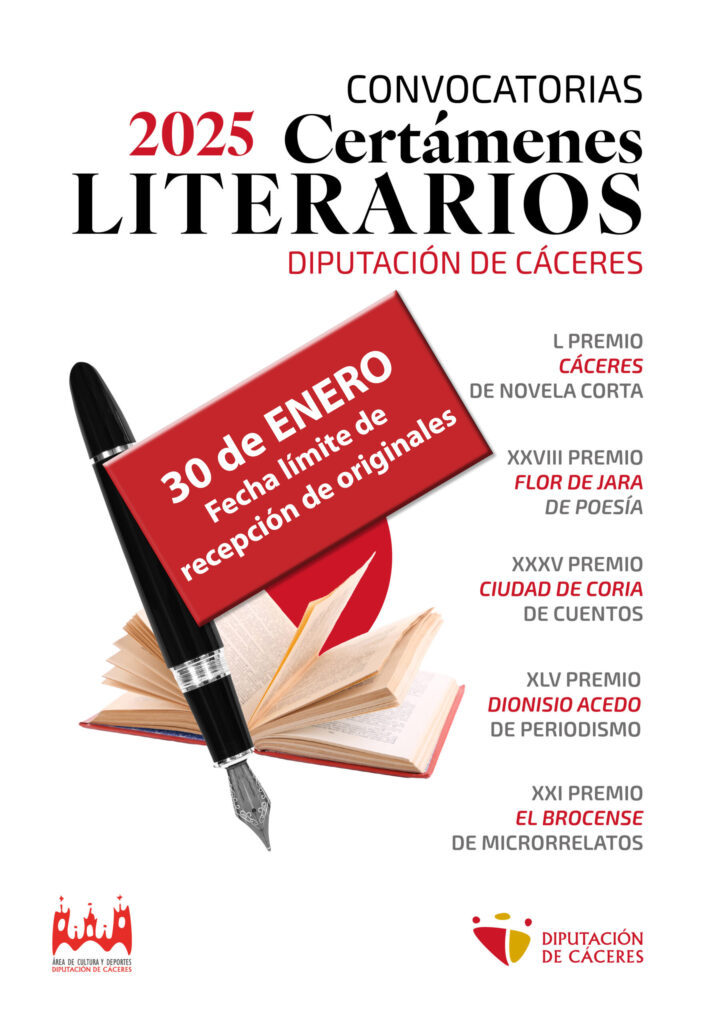 CONVOCATORIAS
2025 Certámenes
LITERARIOS
DIPUTACIÓN DE CÁCERES
30 de ENERO
Fecha límite de
recepción de originales
L PREMIO
CÁCERES
DE NOVELA CORTA
XXVIII PREMIO
FLOR DE JARA
DE POESÍA
XXXV PREMIO
CIUDAD DE CORIA
DE CUENTOS
XLV PREMIO
DIONISIO ACEDO
DE PERIODISMO
XXI PREMIO
EL BROCENSE
DE MICRORRELATOS
ÁREA DE CULTURA Y DEPORTES
DIPUTACIÓN DE CÁCERES
DIPUTACIÓN
DE CÁCERES